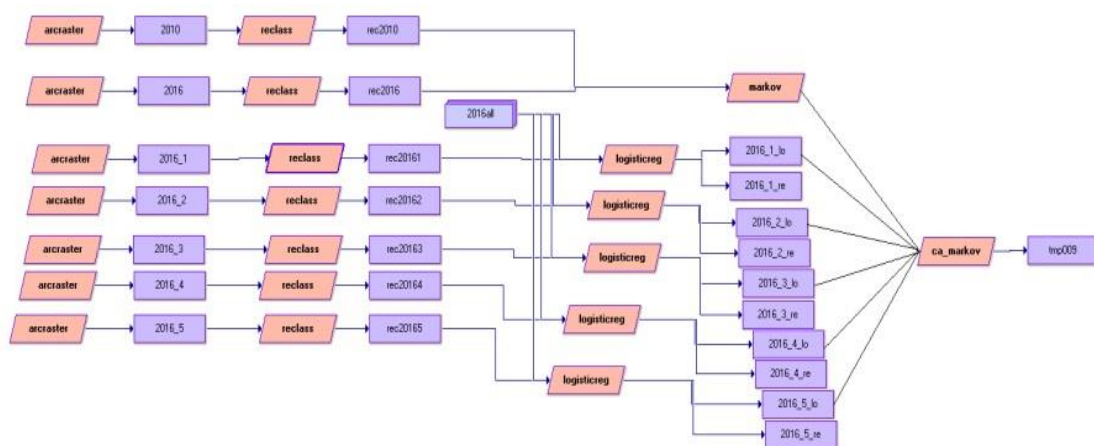 arcraster 2010 reclass rec2010
arcraster 2016 reclass rec2016 markov
2016all
arcraster 2016_1 reclass rec20161 logisticreg 2016_1_lo
2016_1_re
arcraster 2016_2 reclass rec20162 logisticreg 2016_2_lo
2016_2_re
arcraster 2016_3 reclass rec20163 logisticreg 2016_3_lo ca_markov tmp009
2016_3_re
arcraster 2016_4 reclass rec20164 logisticreg 2016_4_lo
2016_4_re
arcraster 2016_5 reclass rec20165 logisticreg 2016_5_lo
2016_5_re